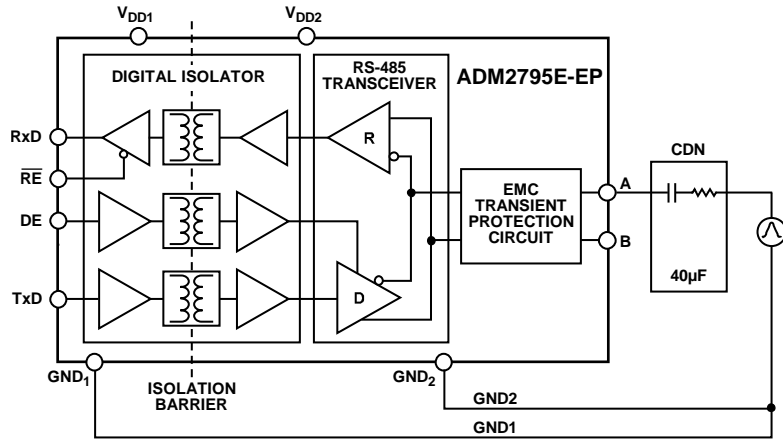 VDD1
VDD2
DIGITAL ISOLATOR
RS-485
TRANSCEIVER
ADM2795E-EP
RxD
R
CDN
RE
EMC
TRANSIENT
PROTECTION
CIRCUIT
A
DE
B
TxD
D
40µF
GND1
ISOLATION
BARRIER
GND2
GND2
GND1